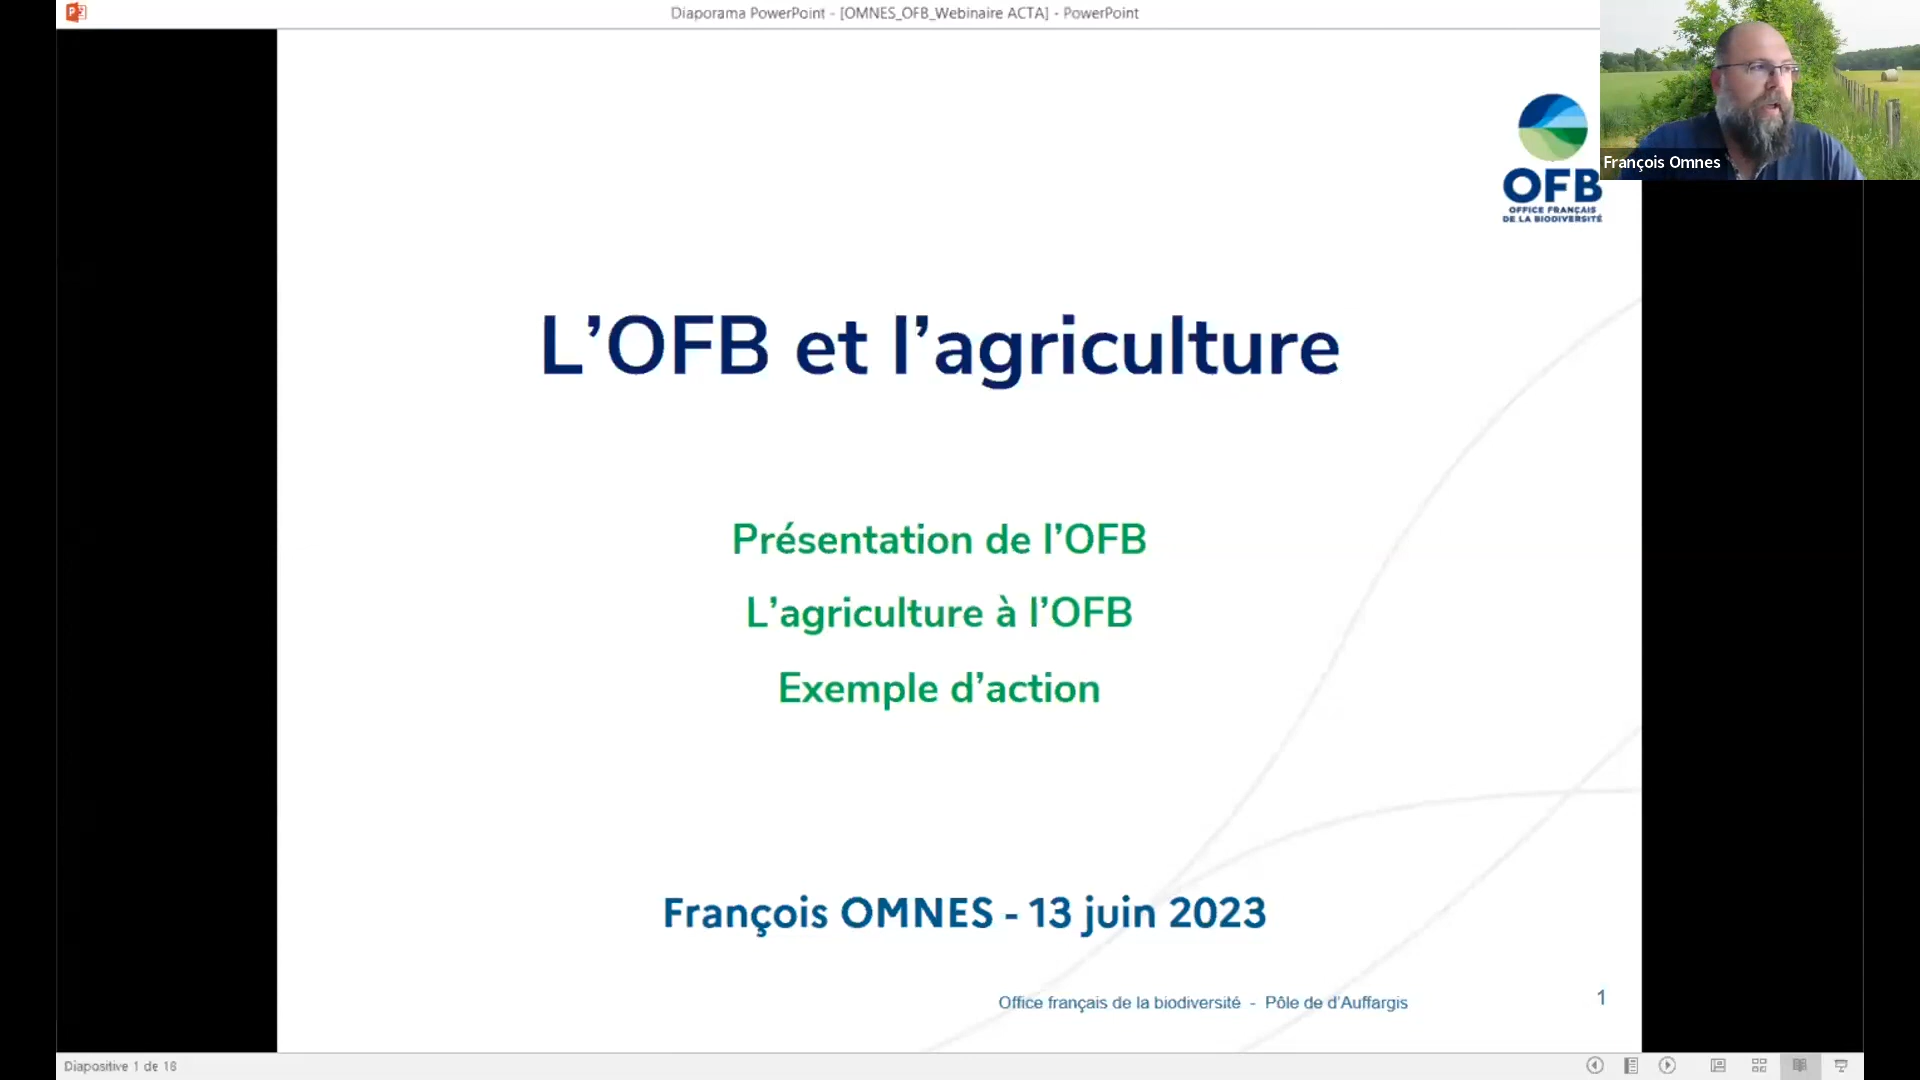 Diaporama PowerPoint - [OMNES_OFB_Webinaire ACTA] - PowerPoint
François Omnes
OFB
OFFICE FRANÇAIS
DE LA BIODIVERSITÉ
L’OFB et l’agriculture
Présentation de l’OFB
L’agriculture à l’OFB
Exemple d’action
François OMNES - 13 juin 2023
Office français de la biodiversité - Pôle de d’Auffargis
1
Diapositive 1 de 18